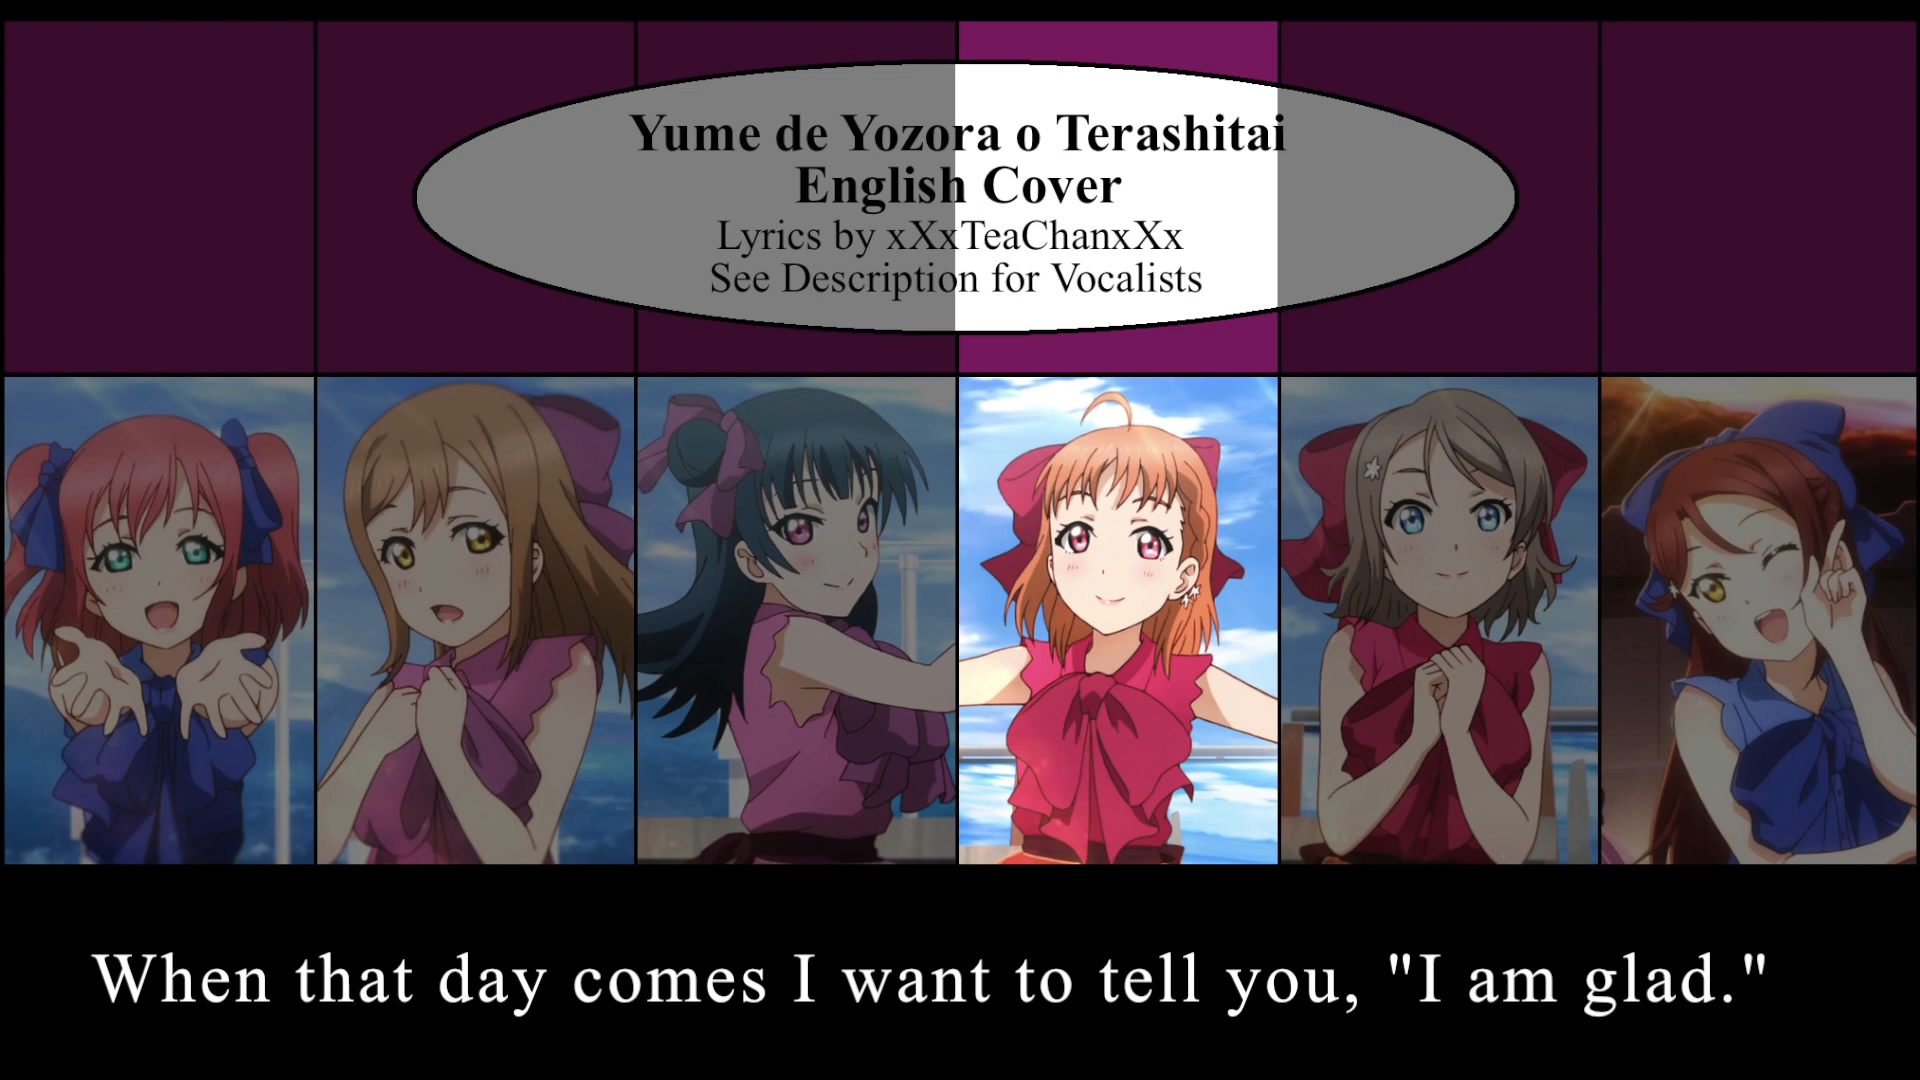 Yume de Yozora o Terashitai
English Cover
Lyrics by xXxTeaChanxXx
See Description for Vocalists
When that day comes I want to tell you, "I am glad."